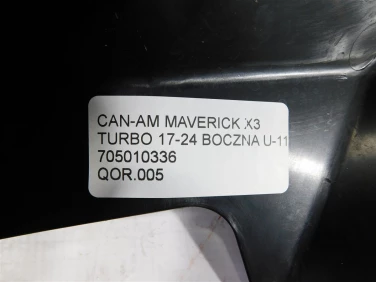 CAN-AM MAVERICK X3
TURBO 17-24 BOCZNA U-11
705010336
QOR.005